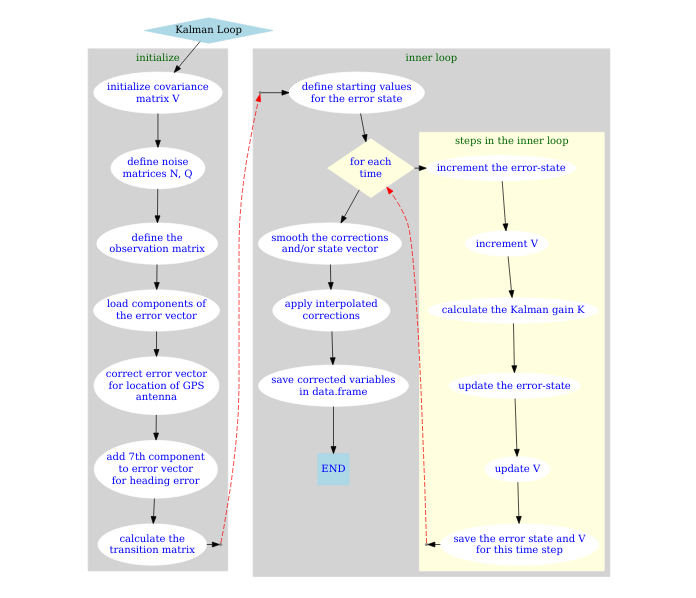 Kalman Loop
initialize
initialize covariance
matrix V
define noise
matrices N, Q
define the
observation matrix
load components of
the error vector
correct error vector
for location of GPS
antenna
add 7th component
to error vector
for heading error
calculate the
transition matrix
inner loop
define starting values
for the error state
for each
time
smooth the corrections
and/or state vector
apply interpolated
corrections
save corrected variables
in data.frame
END
steps in the inner loop
increment the error-state
increment V
calculate the Kalman gain K
update the error-state
update V
save the error state and V
for this time step